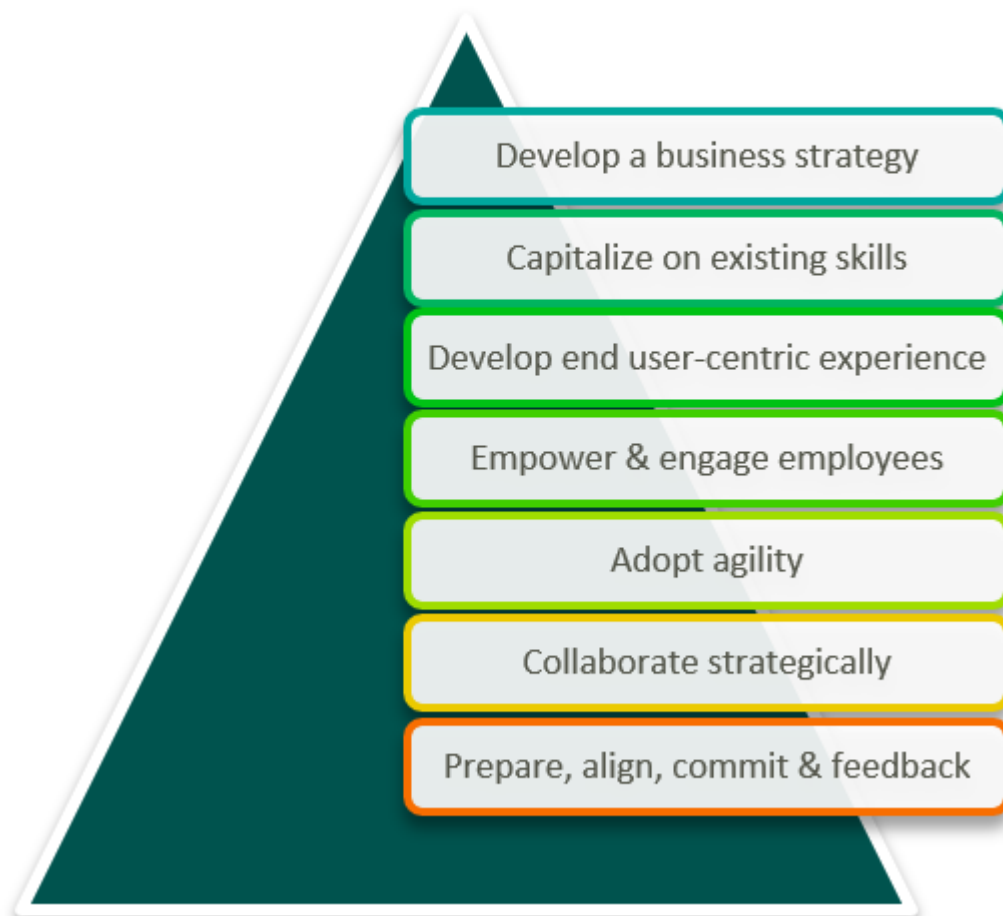 Develop a business strategy
Capitalize on existing skills
Develop end user-centric experience
Empower & engage employees
Adopt agility
Collaborate strategically
Prepare, align, commit & feedback